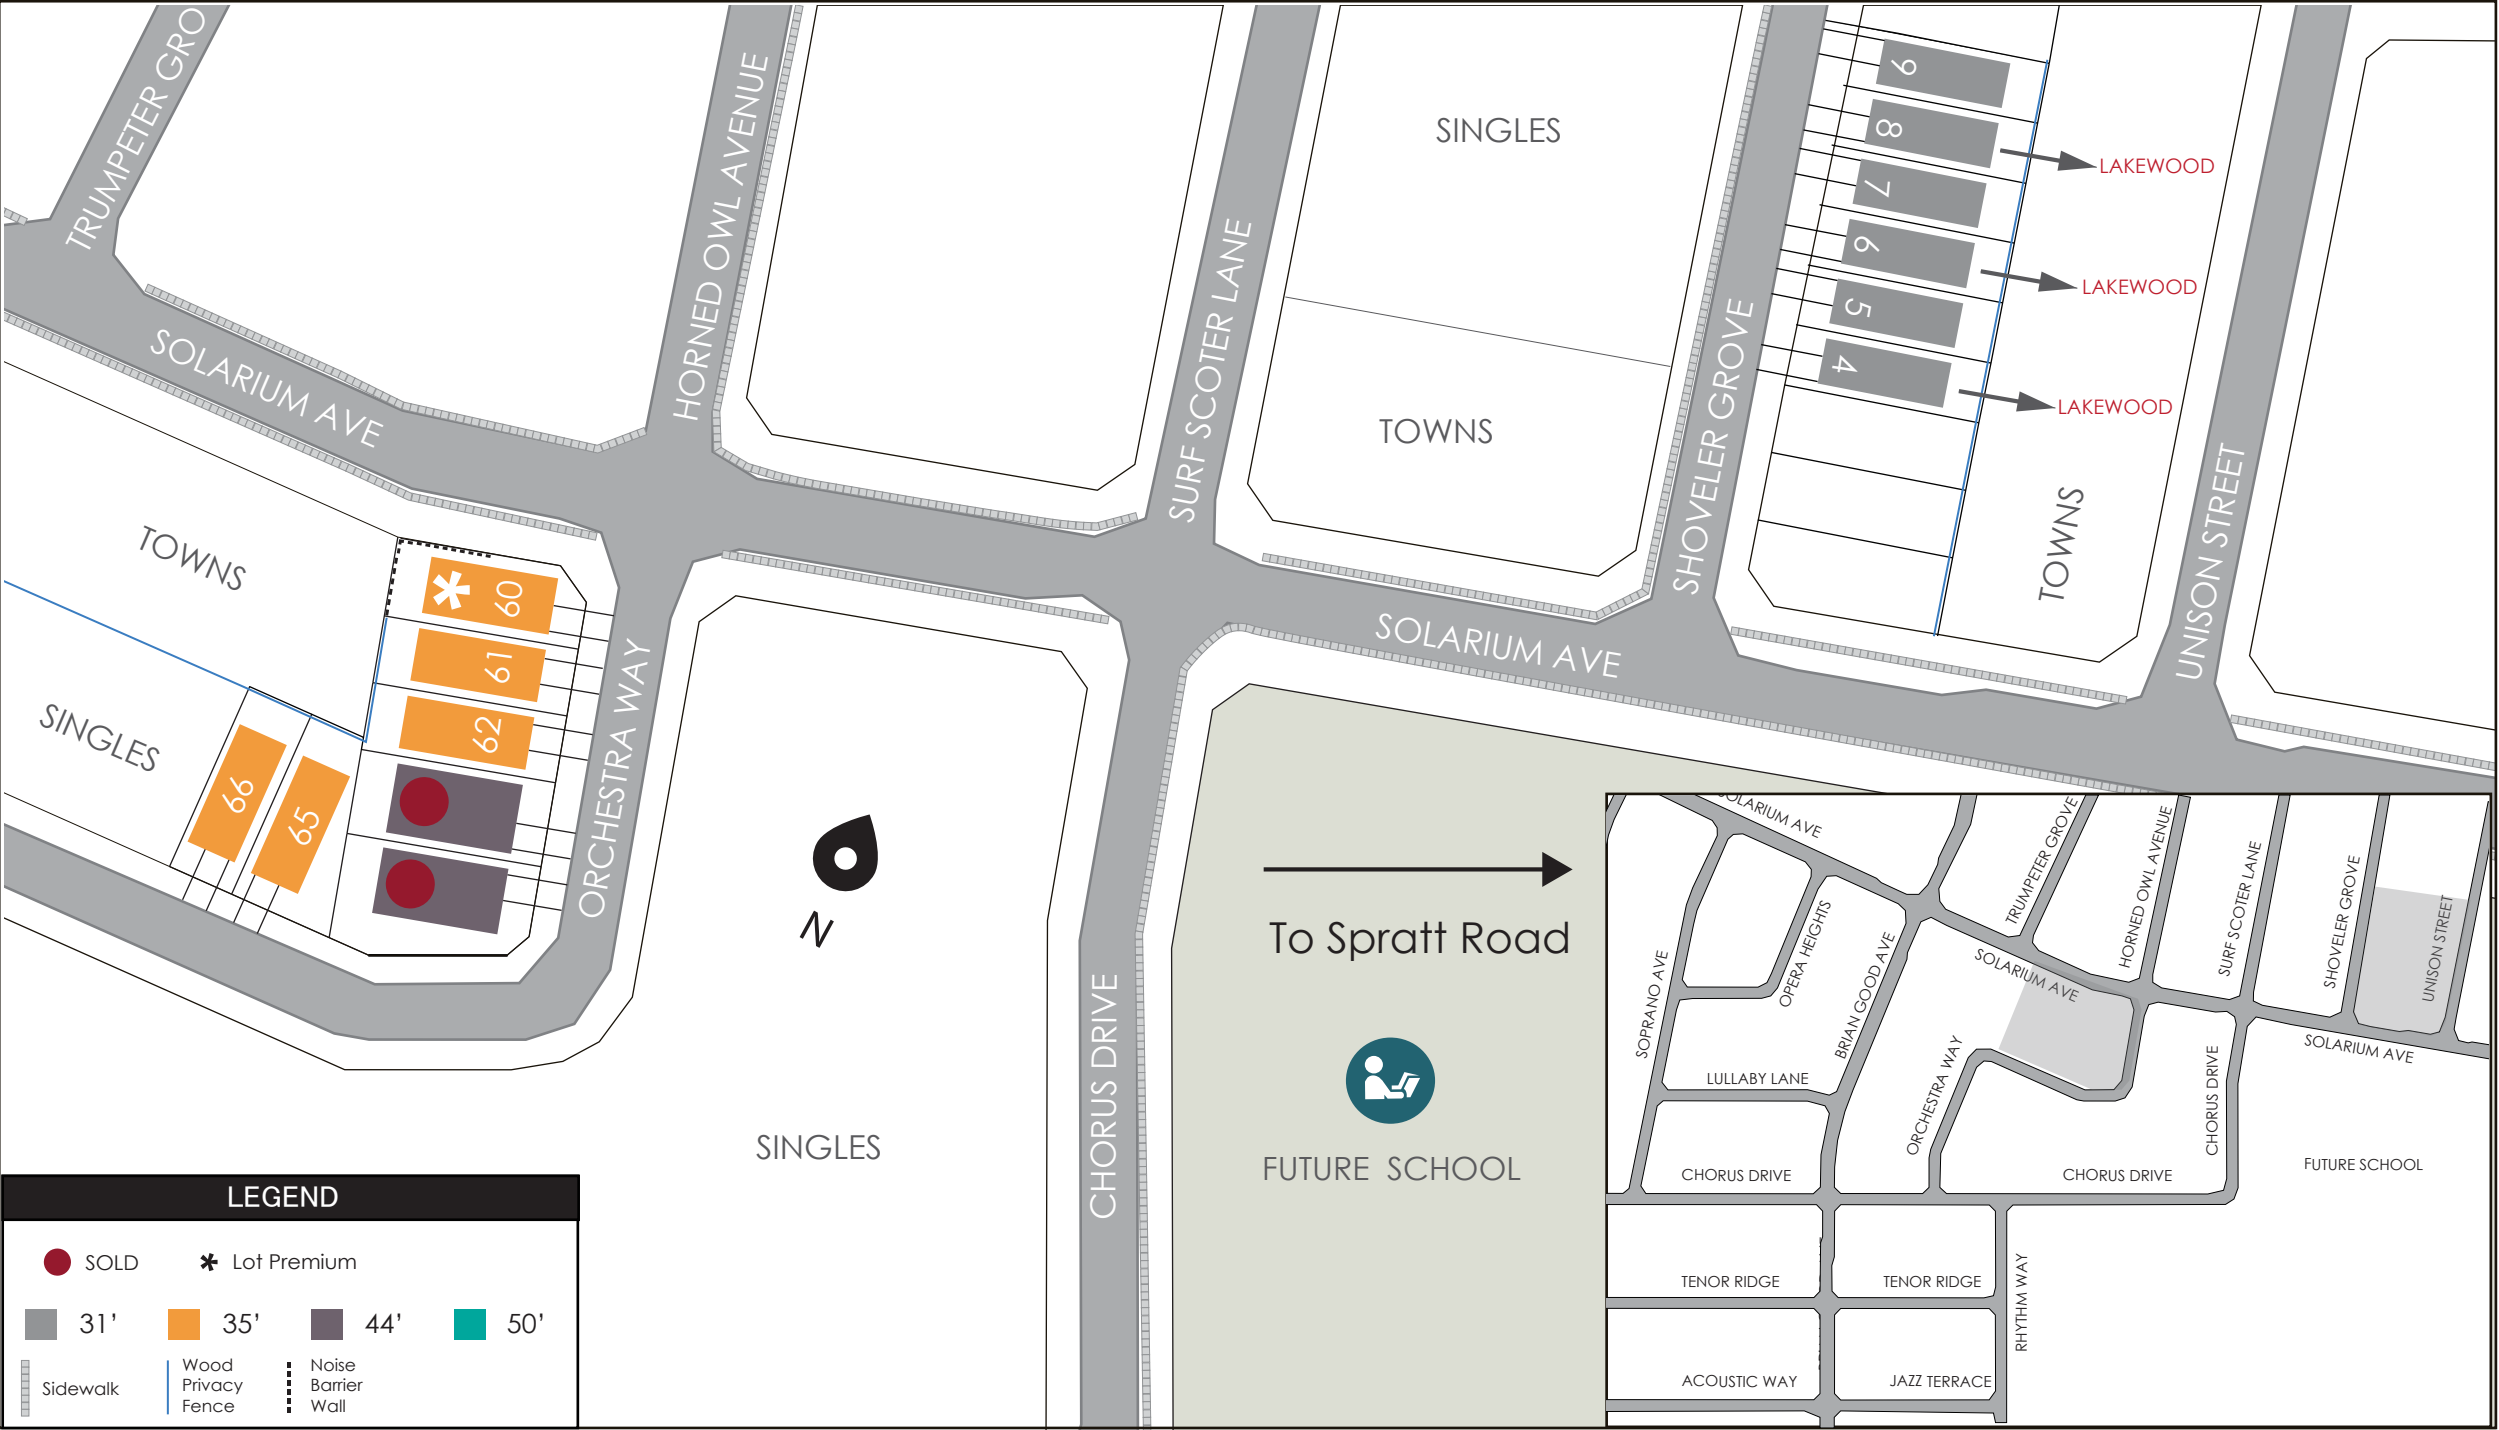 TRUMPETER GRO
HORNED OWL AVENUE
SURF SCOTER LANE
SINGLES
TOWNS
SHOVELER GROVE
9
8
LAKEWOOD
7
6
LAKEWOOD
5
4
LAKEWOOD
TOWNS
UNISON STREET
SOLARIUM AVE
SOLARIUM AVE
TOWNS
SINGLES
60
61
62
66
65
ORCHESTRA WAY
N
SINGLES
CHORUS DRIVE
To Spratt Road
FUTURE SCHOOL
LEGEND
SOLD
* Lot Premium
31'
35'
44'
50'
Sidewalk
Wood
Privacy
Fence
Noise
Barrier
Wall
SOLARIUM AVE
TRUMPETER GROVE
HORNED OWL AVENUE
SURF SCOTER LANE
SHOVELER GROVE
UNISON STREET
SOPRANO AVE
OPERA HEIGHTS
BRIAN GOOD AVE
SOLARIUM AVE
SOLARIUM AVE
LULLABY LANE
ORCHESTRA WAY
CHORUS DRIVE
CHORUS DRIVE
CHORUS DRIVE
FUTURE SCHOOL
TENOR RIDGE
TENOR RIDGE
RHYTHM WAY
ACOUSTIC WAY
JAZZ TERRACE